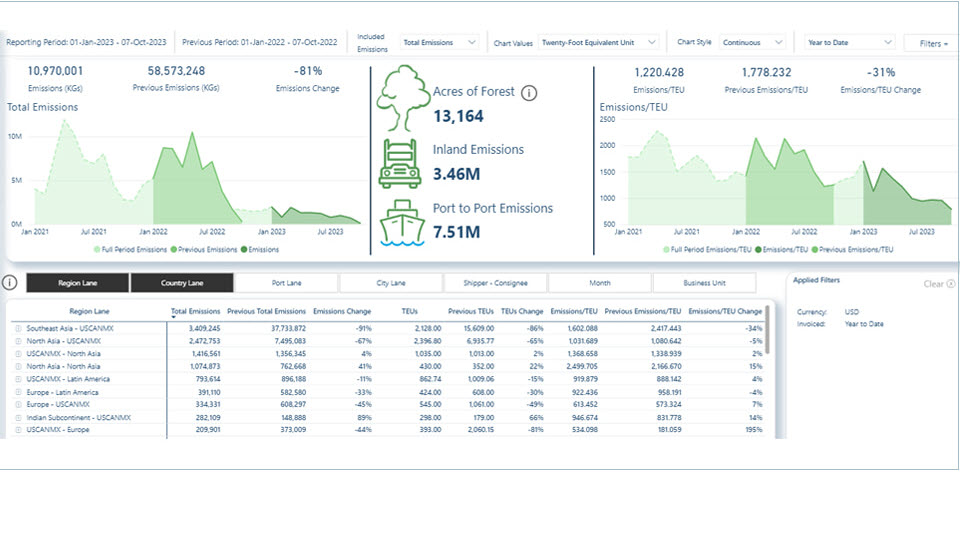 Reporting Period: 01-Jan-2023 - 07-Oct-2023
Previous Period: 01-Jan-2022 - 07-Oct-2022
Included Emissions
Total Emissions
Chart Values
Twenty-Foot Equivalent Unit
Chart Style
Continuous
Year to Date
Filters
10,970,001
58,573,248
-81%
Emissions (KGs)
Previous Emissions (KGs)
Emissions Change
Total Emissions
10M
5M
0M
Jan 2021 Jul 2021 Jan 2022 Jul 2022 Jan 2023 Jul 2023
Full Period Emissions Previous Emissions Emissions
Acres of Forest i
13,164
Inland Emissions
3.46M
Port to Port Emissions
7.51M
1,220.428
1,778.232
-31%
Emissions/TEU
Previous Emissions/TEU
Emissions/TEU Change
Emissions/TEU
2500
2000
1500
1000
500
Jan 2021 Jul 2021 Jan 2022 Jul 2022 Jan 2023 Jul 2023
Full Period Emissions/TEU Emissions/TEU Previous Emissions/TEU
i
Region Lane Country Lane Port Lane City Lane Shipper - Consignee Month Business Unit
Region Lane Total Emissions Previous Total Emissions Emissions Change TEUs Previous TEUs TEUs Change Emissions/TEU Previous Emissions/TEU Emissions/TEU Change
Southeast Asia - USCANMX 3,409,245 37,733,872 -91% 2,128.00 15,609.00 -86% 1,602.088 2,417.443 -34%
North Asia - USCANMX 2,472,753 7,495,083 -67% 2,396.80 6,935.77 -65% 1,031.689 1,080.642 -5%
USCANMX - North Asia 1,416,561 1,356,345 4% 1,035.00 1,013.00 2% 1,368.658 1,338.939 2%
North Asia - North Asia 1,074,873 762,668 41% 430.00 352.00 22% 2,499.705 2,166.670 15%
USCANMX - Latin America 793,614 896,188 -11% 862.74 1,009.06 -15% 919.879 888.142 4%
Europe - Latin America 391,110 582,580 -33% 424.00 608.00 -30% 922.436 958.191 -4%
Europe - USCANMX 334,331 608,297 -45% 545.00 1,061.00 -49% 613.452 573.324 7%
Indian Subcontinent - USCANMX 282,109 148,888 89% 298.00 179.00 66% 946.674 831.778 14%
USCANMX - Europe 209,901 373,009 -44% 393.00 2,060.15 -81% 534.098 181.059 195%
Applied Filters
Clear
Currency: USD
Invoiced: Year to Date